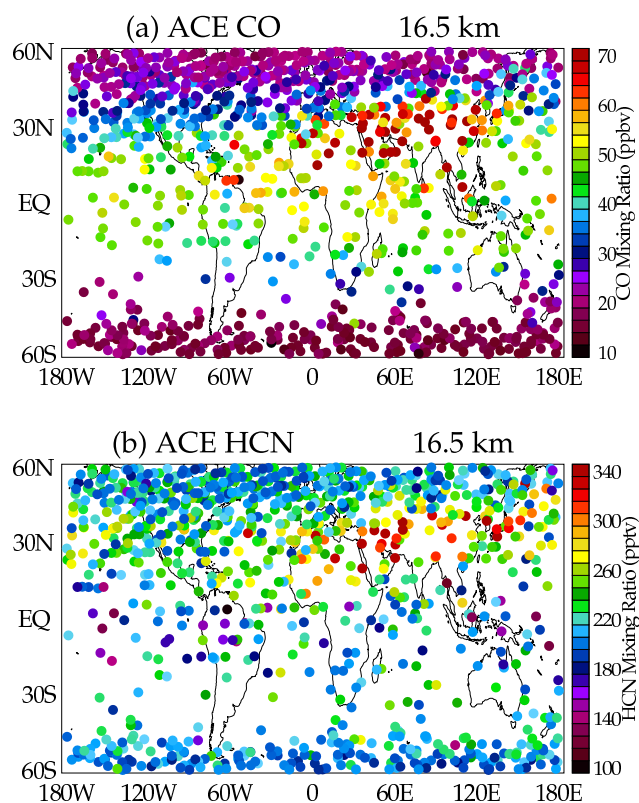 (a) ACE CO 16.5 km
60N
30N
EQ
30S
60S
180W 120W 60W 0 60E 120E 180E
70
60
50
40
30
20
10
CO Mixing Ratio (ppbv)
(b) ACE HCN 16.5 km
60N
30N
EQ
30S
60S
180W 120W 60W 0 60E 120E 180E
340
300
260
220
180
140
100
HCN Mixing Ratio (pptv)